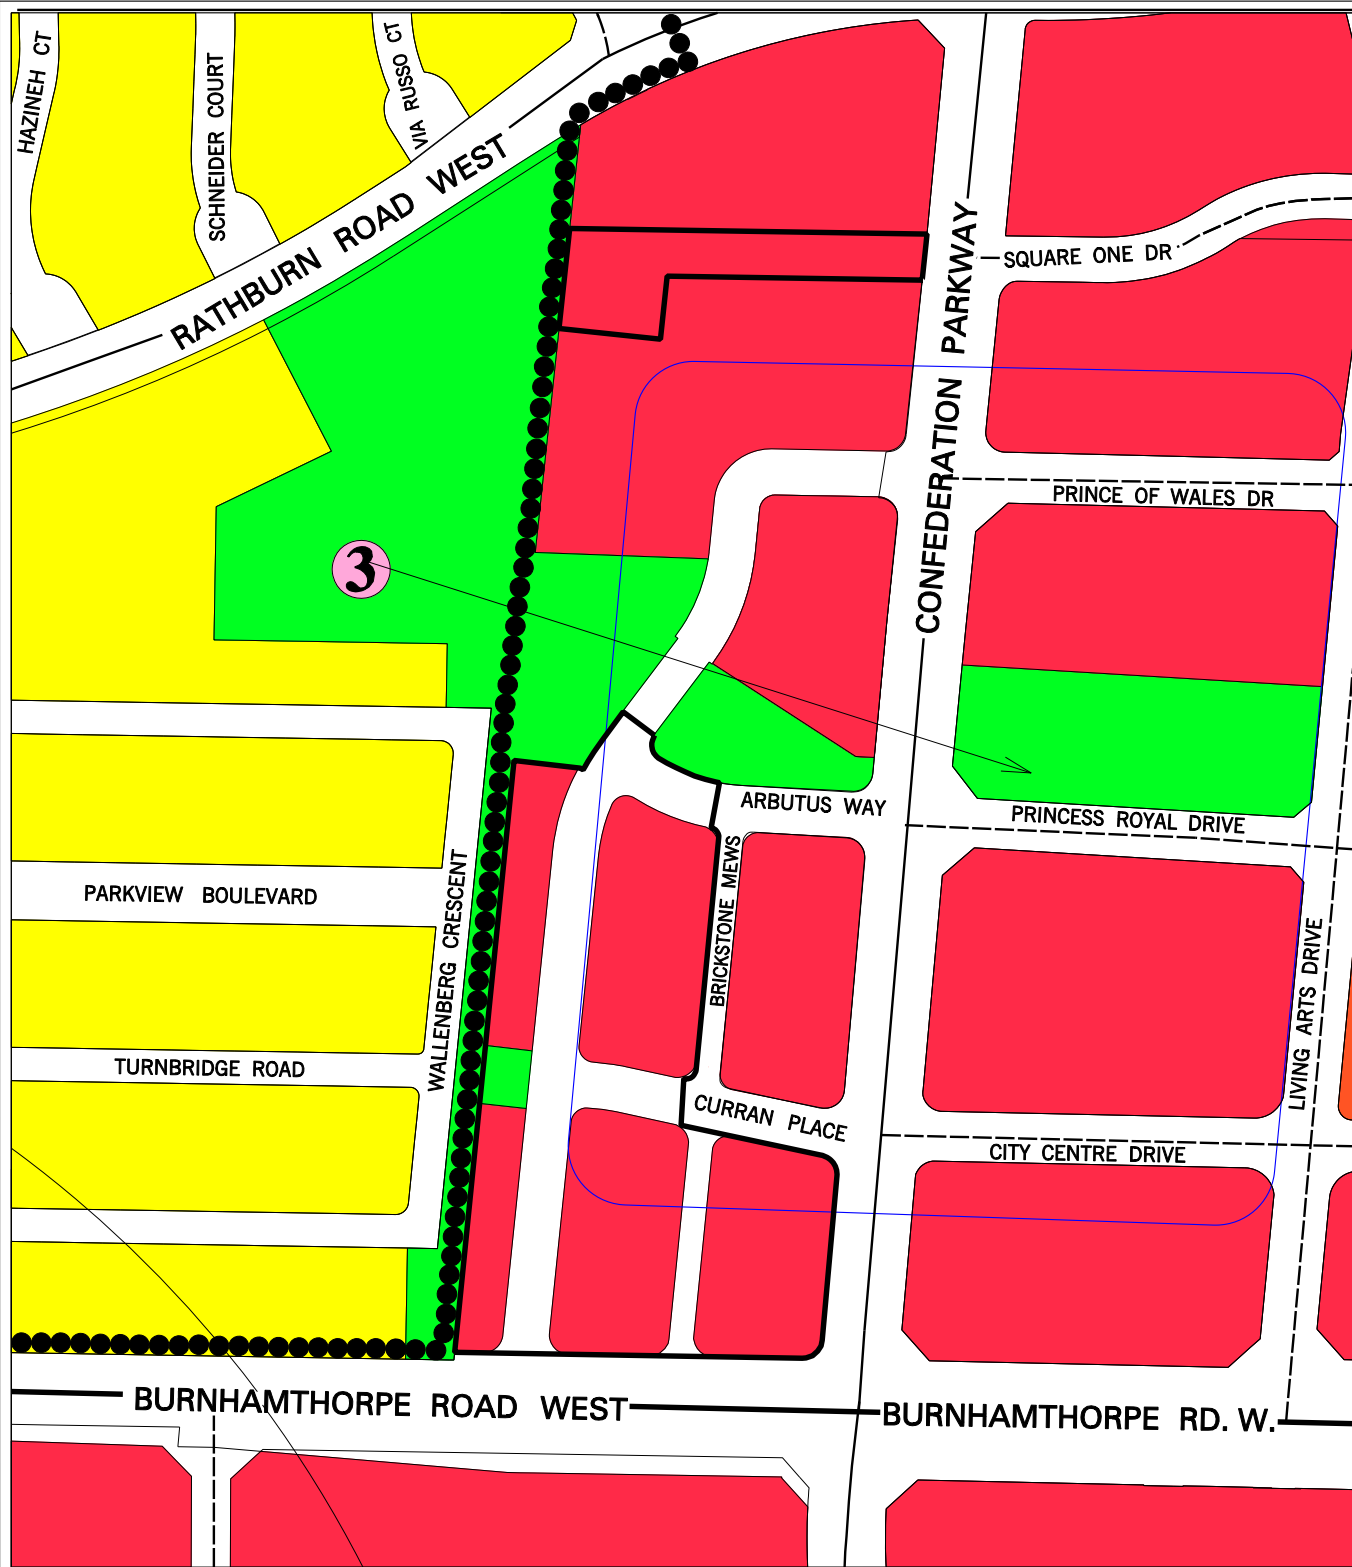 HAZINEH CT
SCHNEIDER COURT
VIA RUSSO CT
RATHBURN ROAD WEST
CONFEDERATION PARKWAY
SQUARE ONE DR
PRINCE OF WALES DR
3
ARBUTUS WAY
PRINCESS ROYAL DRIVE
BRICKSTONE MEWS
PARKVIEW BOULEVARD
WALLENBERG CRESCENT
LIVING ARTS DRIVE
TURNBRIDGE ROAD
CURRAN PLACE
CITY CENTRE DRIVE
BURNHAMTHORPE ROAD WEST
BURNHAMTHORPE RD. W.